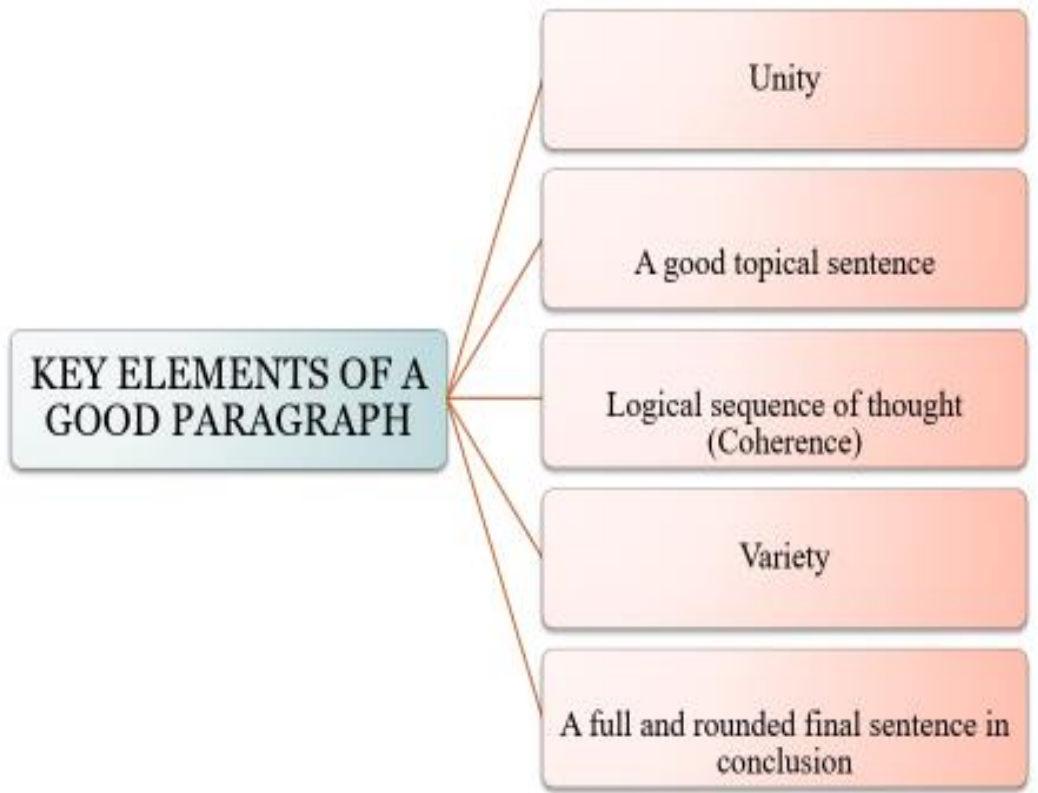 KEY ELEMENTS OF A
GOOD PARAGRAPH
Unity
A good topical sentence
Logical sequence of thought
(Coherence)
Variety
A full and rounded final sentence in
conclusion